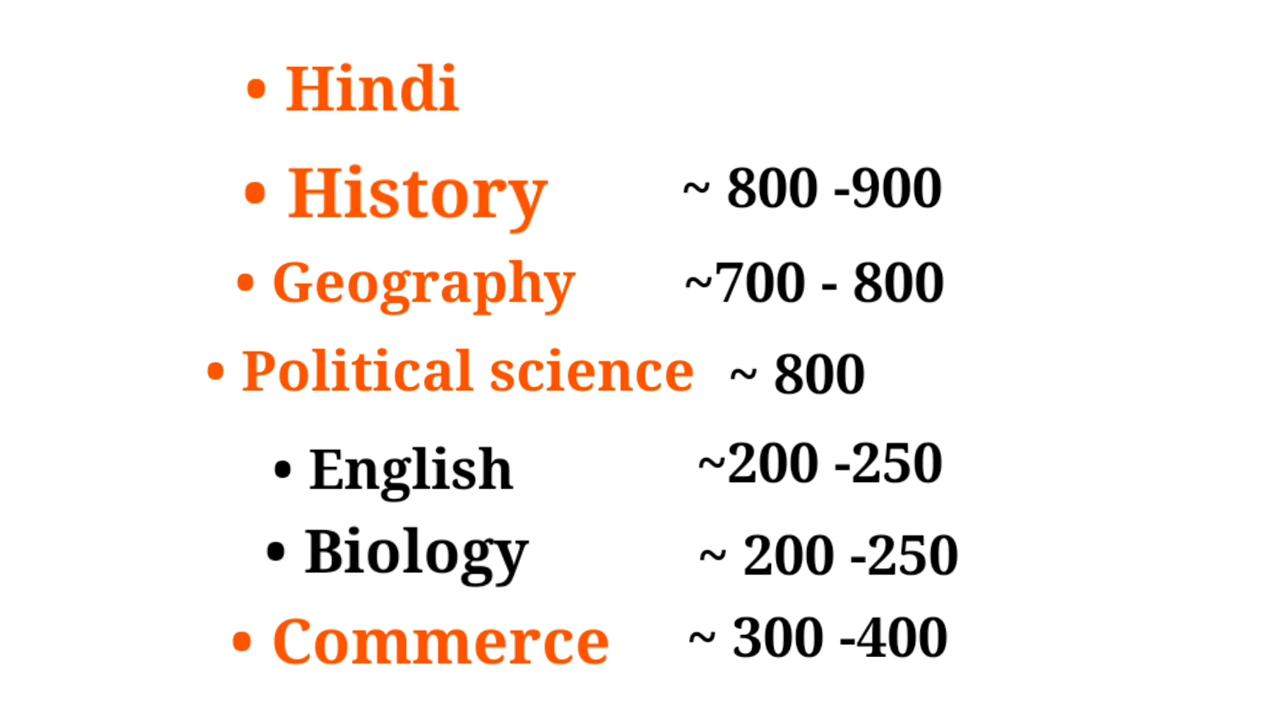 • Hindi
• History ~ 800 -900
• Geography ~700 - 800
• Political science ~ 800
• English ~200 -250
• Biology ~ 200 -250
• Commerce ~ 300 -400